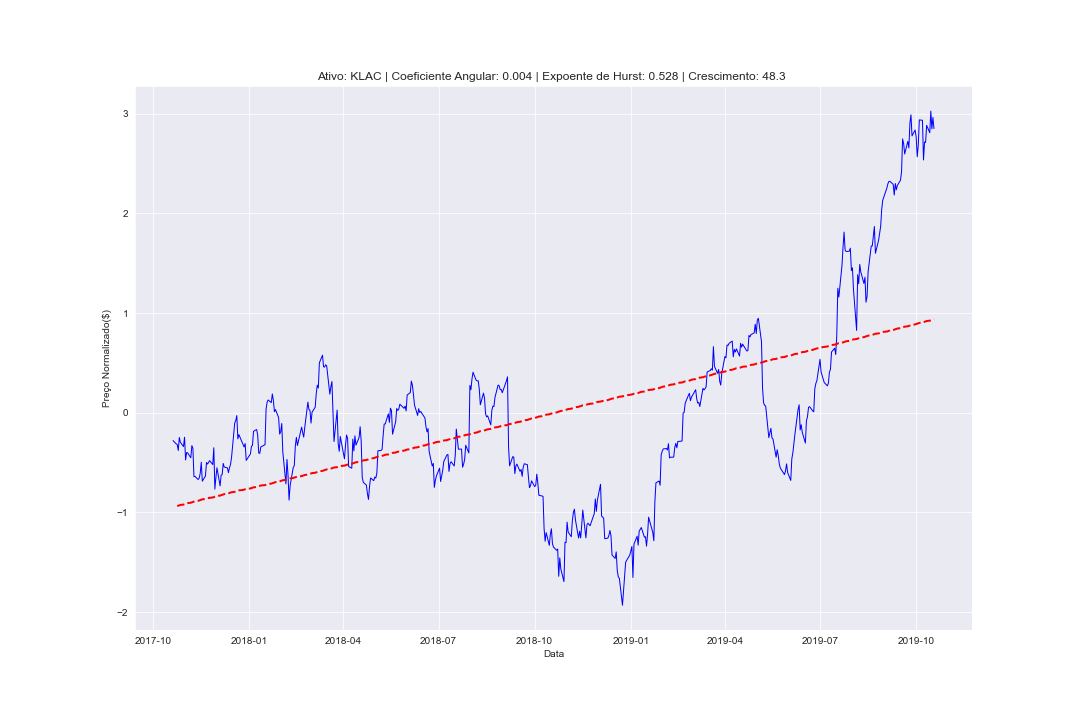 Ativo: KLAC | Coeficiente Angular: 0.004 | Expoente de Hurst: 0.528 | Crescimento: 48.3
Preço Normalizado($)
3
2
1
0
−1
−2
2017-10 2018-01 2018-04 2018-07 2018-10 2019-01 2019-04 2019-07 2019-10
Data